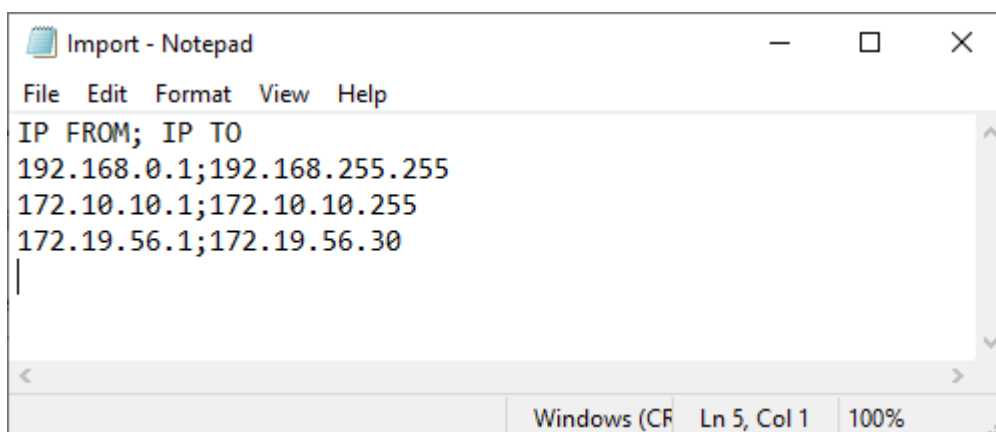 Import - Notepad
File Edit Format View Help
IP FROM; IP TO
192.168.0.1;192.168.255.255
172.10.10.1;172.10.10.255
172.19.56.1;172.19.56.30
Windows (CR Ln 5, Col 1 100%